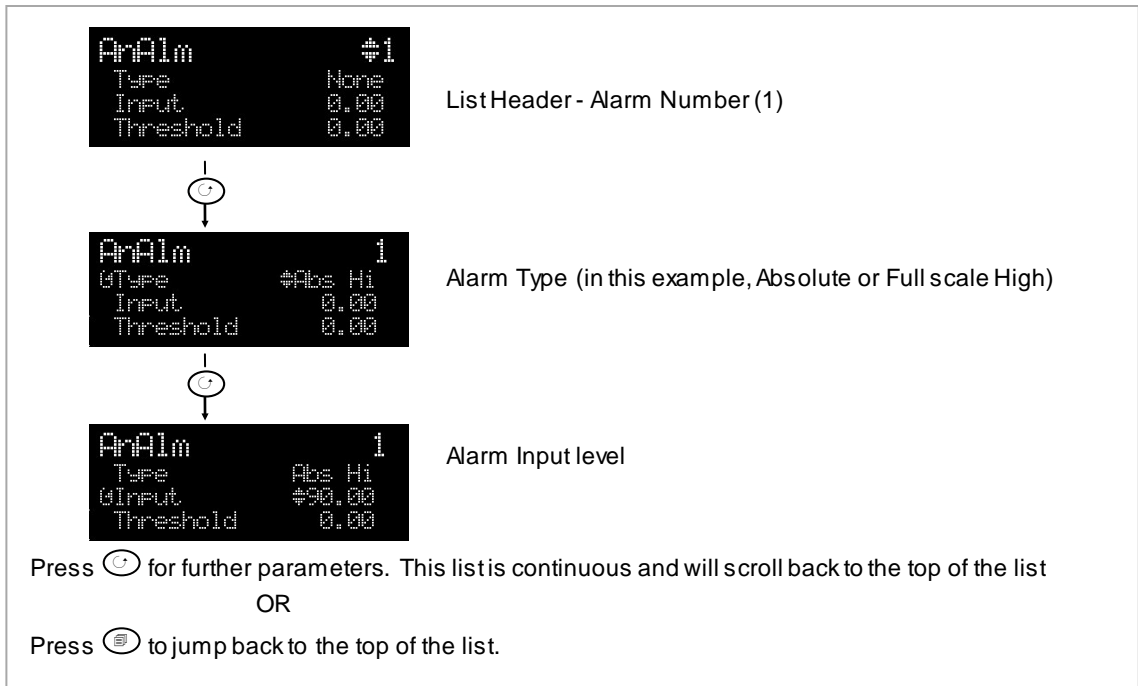 AnAlm 1
Type None
Input 0.00
Threshold 0.00
List Header - Alarm Number (1)
AnAlm 1
Type Abs Hi
Input 0.00
Threshold 0.00
Alarm Type (in this example, Absolute or Full scale High)
AnAlm 1
Type Abs Hi
Input 90.00
Threshold 0.00
Alarm Input level
Press for further parameters. This list is continuous and will scroll back to the top of the list
OR
Press to jump back to the top of the list.